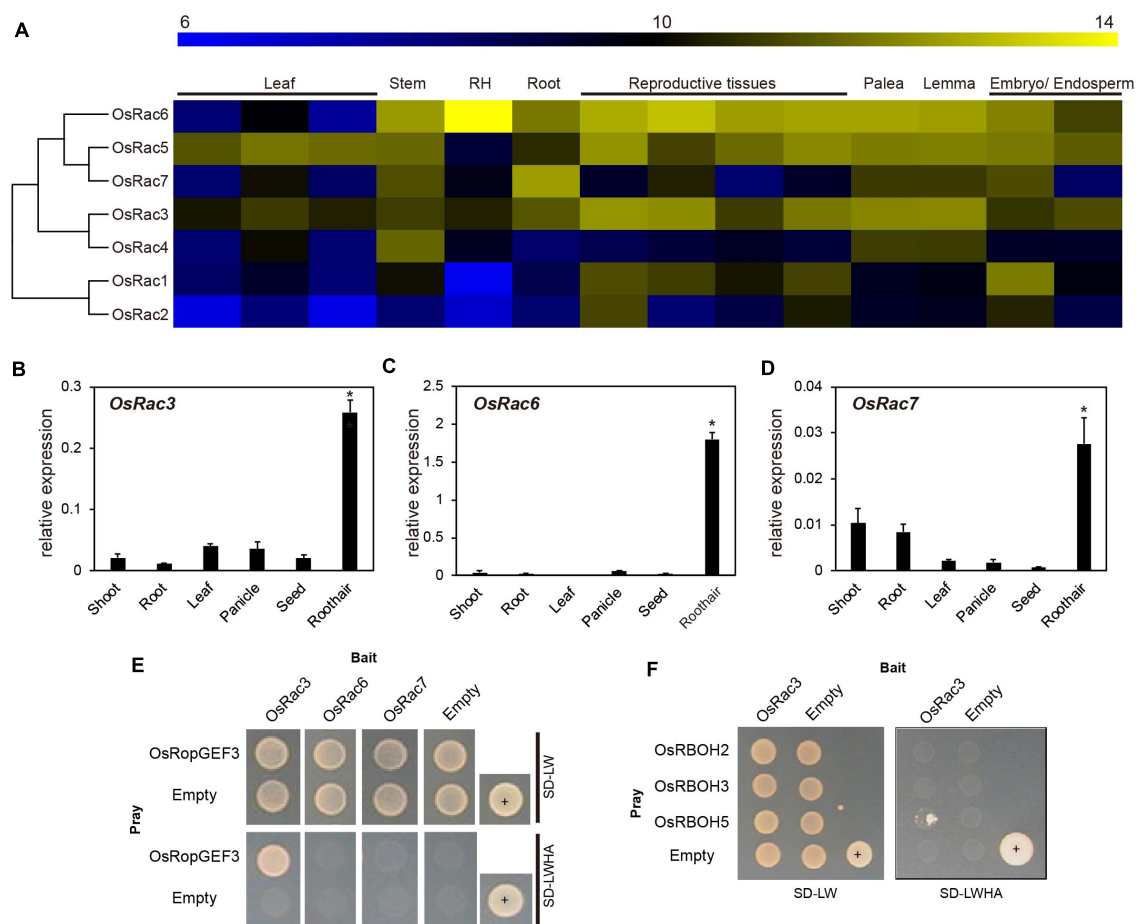 A
6 10 14
Leaf Stem RH Root Reproductive tissues Palea Lemma Embryo/ Endosperm
OsRac6
OsRac5
OsRac7
OsRac3
OsRac4
OsRac1
OsRac2
B
OsRac3
relative expression
0.3
0.2
0.1
0
*
*
Shoot Root Leaf Panicle Seed Roothair
C
OsRac6
relative expression
2.5
2
1.5
1
0.5
0
*
Shoot Root Leaf Panicle Seed Roothair
D
OsRac7
relative expression
0.04
0.03
0.02
0.01
0
*
Shoot Root Leaf Panicle Seed Roothair
E
Bait
OsRac3 OsRac6 OsRac7 Empty
Pray
OsRopGEF3
Empty
+
SD-LW
OsRopGEF3
Empty
+
SD-LWHA
F
Bait
OsRac3 Empty OsRac3 Empty
Pray
OsRBOH2
OsRBOH3
OsRBOH5
Empty
+ +
SD-LW SD-LWHA